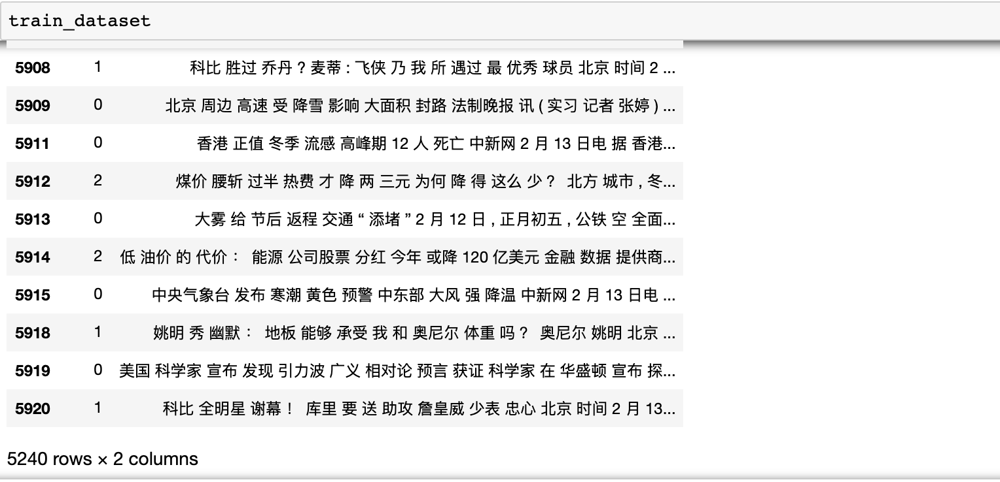 train_dataset
5908 1 科比 胜过 乔丹 ? 麦蒂 : 飞侠 乃 我 所 遇过 最 优秀 球员 北京 时间 2 ...
5909 0 北京 周边 高速 受 降雪 影响 大面积 封路 法制晚报 讯 ( 实习 记者 张婷 ) ...
5911 0 香港 正值 冬季 流感 高峰期 12 人 死亡 中新网 2 月 13 日电 据 香港...
5912 2 煤价 腰斩 过半 热费 才 降 两 三元 为何 降 得 这么 少？ 北方 城市 , 冬...
5913 0 大雾 给 节后 返程 交通 “ 添堵 ” 2 月 12 日 , 正月初五 , 公铁 空 全面...
5914 2 低 油价 的 代价： 能源 公司股票 分红 今年 或降 120 亿美元 金融 数据 提供商...
5915 0 中央气象台 发布 寒潮 黄色 预警 中东部 大风 强 降温 中新网 2 月 13 日电 ...
5918 1 姚明 秀 幽默： 地板 能够 承受 我 和 奥尼尔 体重 吗？ 奥尼尔 姚明 北京 ...
5919 0 美国 科学家 宣布 发现 引力波 广义 相对论 预言 获证 科学家 在 华盛顿 宣布 探...
5920 1 科比 全明星 谢幕！ 库里 要 送 助攻 詹皇威 少表 忠心 北京 时间 2 月 13...
5240 rows × 2 columns